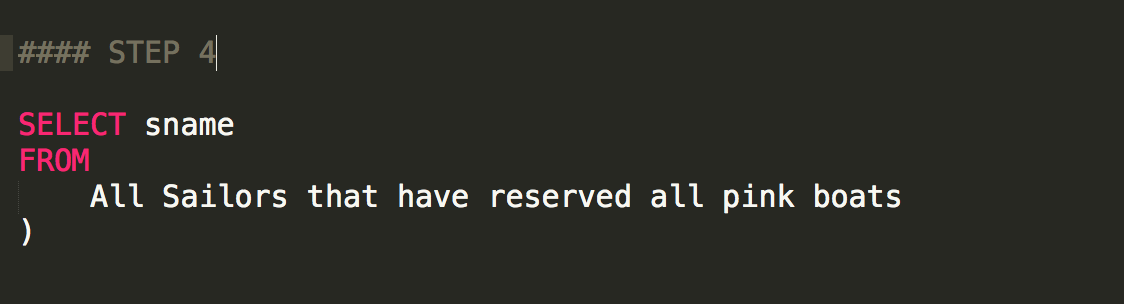 #### STEP 4
SELECT sname
FROM
All Sailors that have reserved all pink boats
)